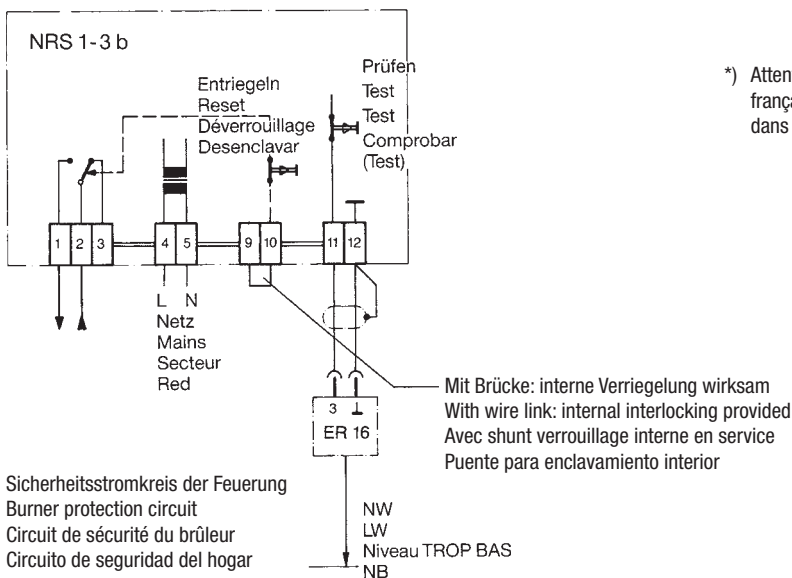 NRS 1-3 b
Entriegeln
Reset
Déverrouillage
Desenclavar
Prüfen
Test
Test
Comprobar
(Test)
*) Atten
frança
dans
1 2 3 4 5 9 10 11 12
L N
Netz
Mains
Secteur
Red
3
ER 16
Mit Brücke: interne Verriegelung wirksam
With wire link: internal interlocking provided
Avec shunt verrouillage interne en service
Puente para enclavamiento interior
Sicherheitsstromkreis der Feuerung
Burner protection circuit
Circuit de sécurité du brûleur
Circuito de seguridad del hogar
NW
LW
Niveau TROP BAS
NB